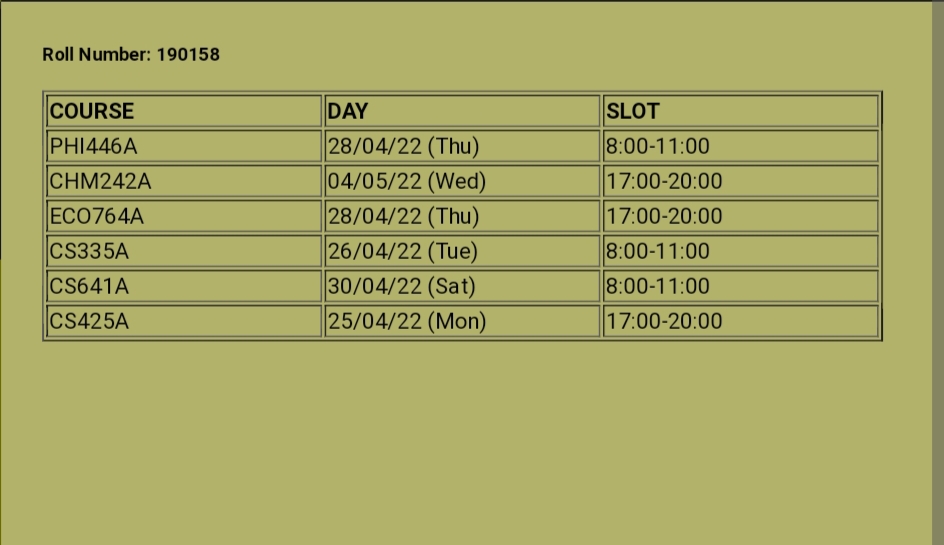 Roll Number: 190158
COURSE DAY SLOT
PHI446A 28/04/22 (Thu) 8:00-11:00
CHM242A 04/05/22 (Wed) 17:00-20:00
ECO764A 28/04/22 (Thu) 17:00-20:00
CS335A 26/04/22 (Tue) 8:00-11:00
CS641A 30/04/22 (Sat) 8:00-11:00
CS425A 25/04/22 (Mon) 17:00-20:00